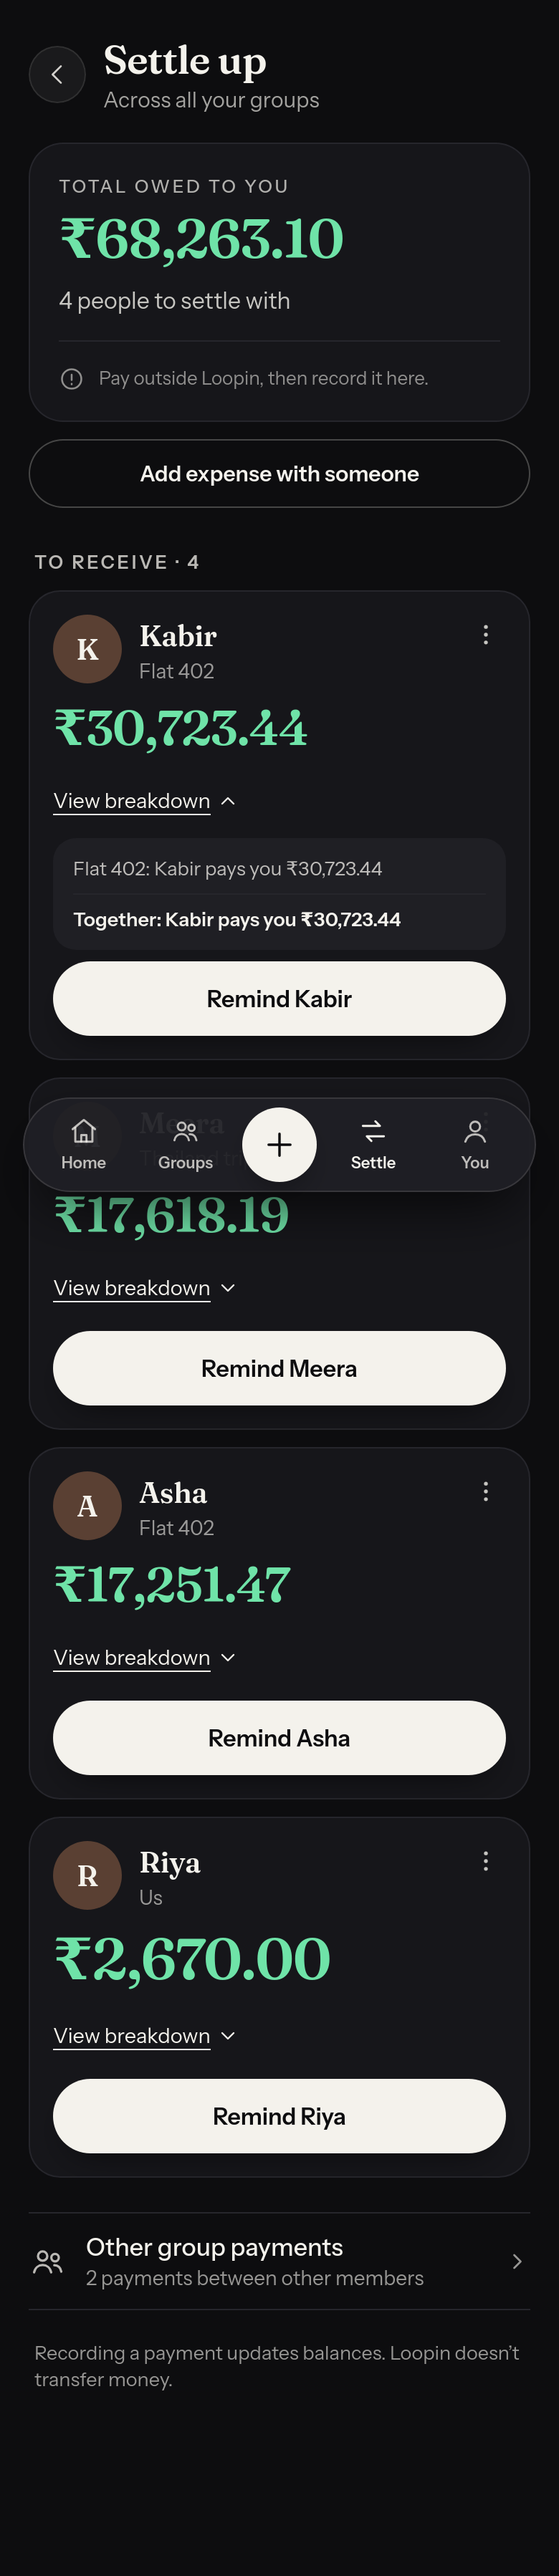 Settle up
Across all your groups
TOTAL OWED TO YOU
₹68,263.10
4 people to settle with
Pay outside Loopin, then record it here.
Add expense with someone
TO RECEIVE · 4
K
Kabir
Flat 402
₹30,723.44
View breakdown
Flat 402: Kabir pays you ₹30,723.44
Together: Kabir pays you ₹30,723.44
Remind Kabir
Meera
Home
Groups
Settle
You
₹17,618.19
View breakdown
Remind Meera
A
Asha
Flat 402
₹17,251.47
View breakdown
Remind Asha
R
Riya
Us
₹2,670.00
View breakdown
Remind Riya
Other group payments
2 payments between other members
Recording a payment updates balances. Loopin doesn’t
transfer money.